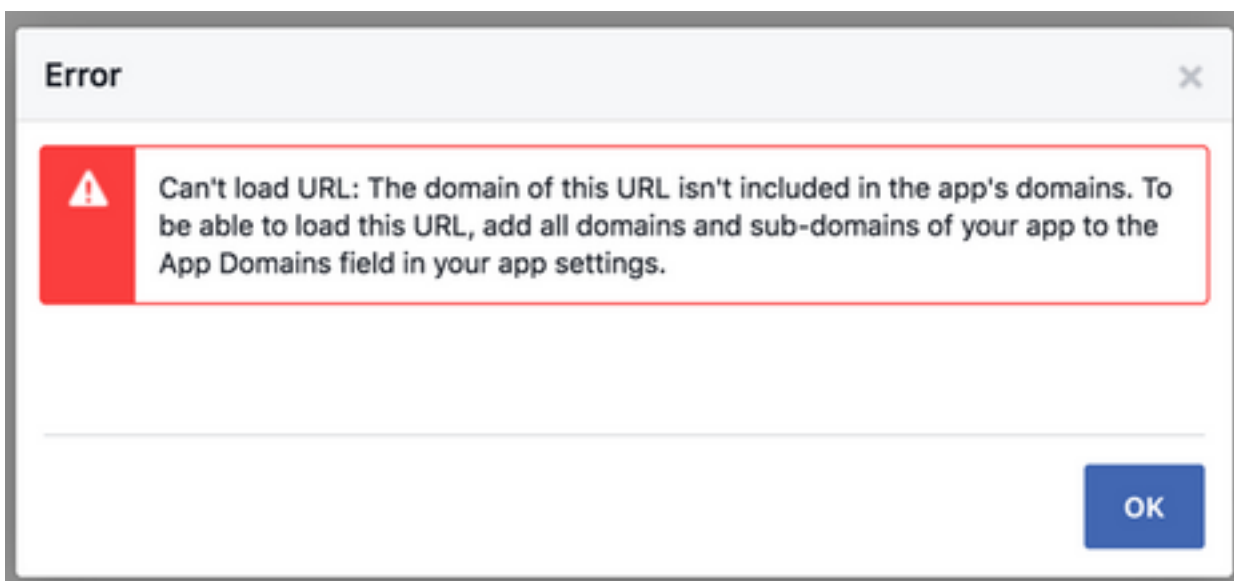 Error
Can't load URL: The domain of this URL isn't included in the app's domains. To
be able to load this URL, add all domains and sub-domains of your app to the
App Domains field in your app settings.
OK